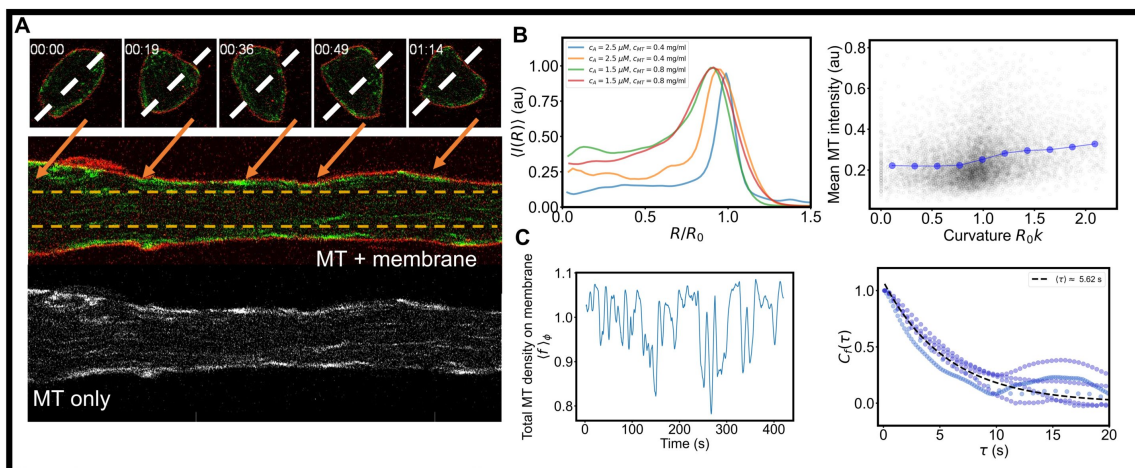 A
00:00
00:19
00:36
00:49
01:14
MT + membrane
MT only
B
c_A = 2.5 μM, c_MT = 0.4 mg/ml
c_A = 2.5 μM, c_MT = 0.4 mg/ml
c_A = 1.5 μM, c_MT = 0.8 mg/ml
c_A = 1.5 μM, c_MT = 0.8 mg/ml
⟨I(R)⟩ (au)
1.00
0.75
0.50
0.25
0.00
0.0 0.5 1.0 1.5
R/R₀
Mean MT intensity
(au)
0.8
0.6
0.4
0.2
0.0 0.5 1.0 1.5 2.0
Curvature R₀k
C
Total MT density on membrane
⟨f⟩_ϕ
1.1
1.0
0.9
0.8
0 100 200 300 400
Time (s)
⟨τ⟩ ≈ 5.62 s
C_f(τ)
1.0
0.5
0.0
0 5 10 15 20
τ (s)